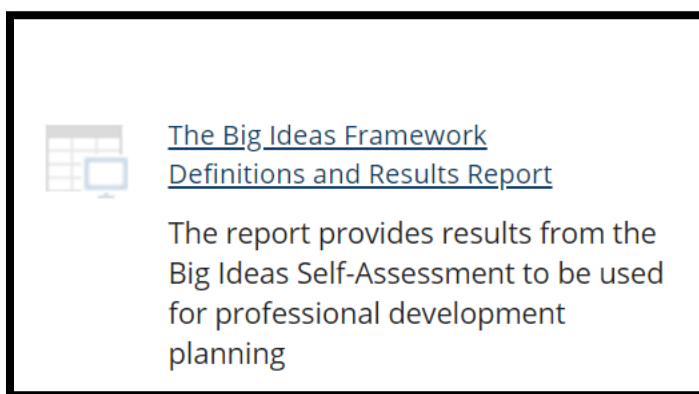 The Big Ideas Framework
Definitions and Results Report
The report provides results from the
Big Ideas Self-Assessment to be used
for professional development
planning